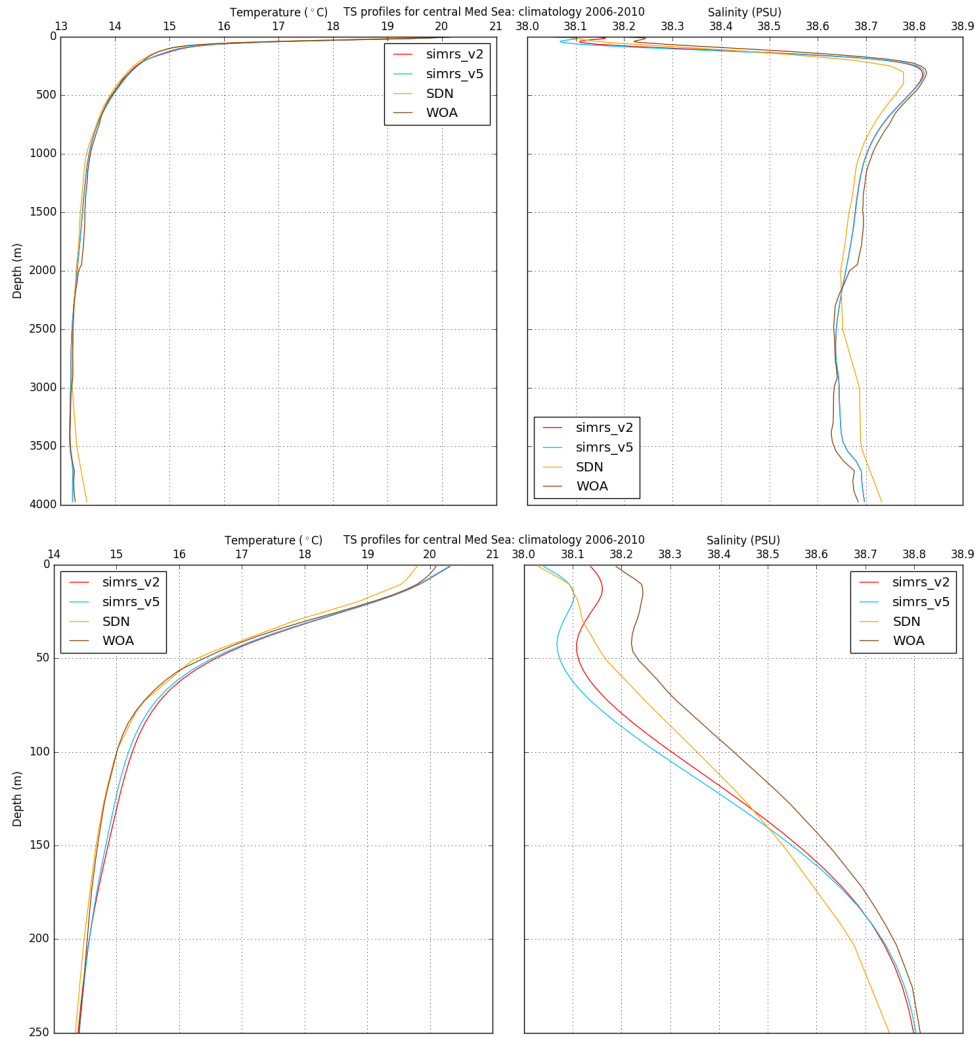 Temperature (°C) TS profiles for central Med Sea: climatology 2006-2010 Salinity (PSU)
13 14 15 16 17 18 19 20 21
38.0 38.1 38.2 38.3 38.4 38.5 38.6 38.7 38.8 38.9
0
500
1000
1500
2000
2500
3000
3500
4000
Depth (m)
simrs_v2
simrs_v5
SDN
WOA
simrs_v2
simrs_v5
SDN
WOA
Temperature (°C) TS profiles for central Med Sea: climatology 2006-2010 Salinity (PSU)
14 15 16 17 18 19 20 21
38.0 38.1 38.2 38.3 38.4 38.5 38.6 38.7 38.8 38.9
0
50
100
150
200
250
Depth (m)
simrs_v2
simrs_v5
SDN
WOA
simrs_v2
simrs_v5
SDN
WOA